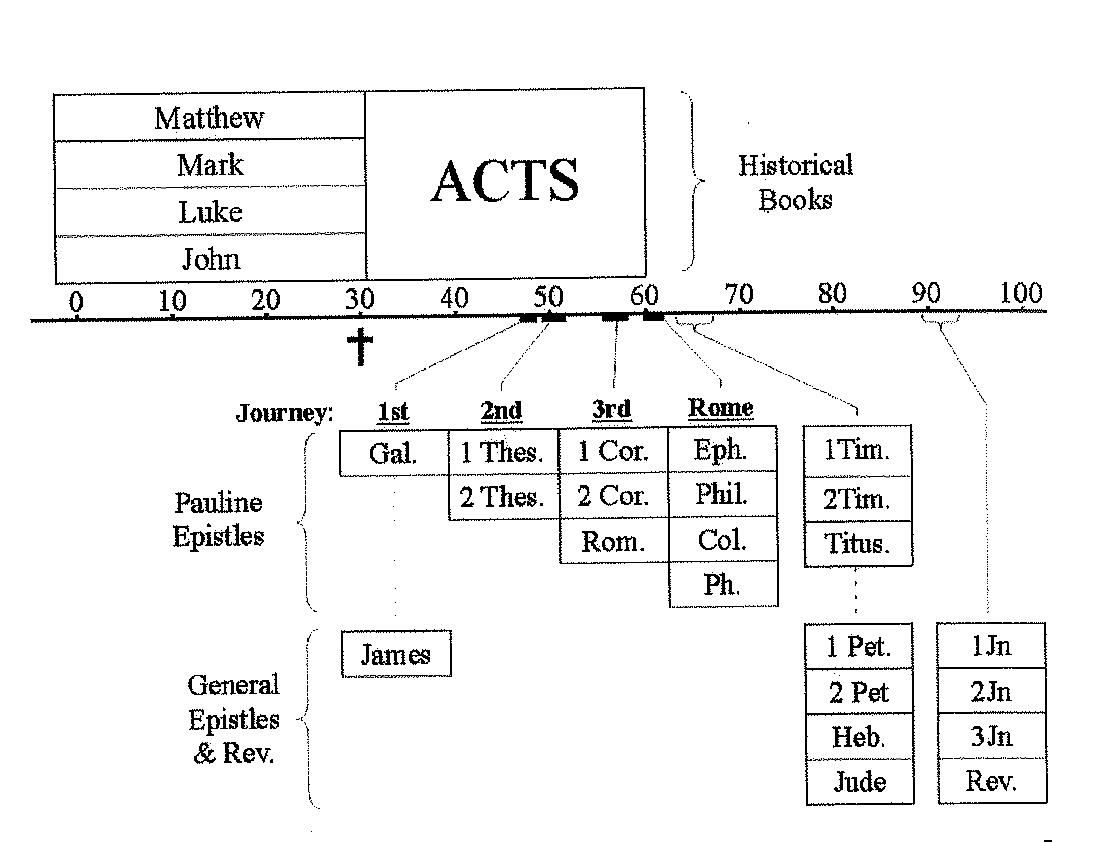 Matthew
Mark
Luke
John
ACTS
Historical
Books
0 10 20 30 40 50 60 70 80 90 100
Journey: 1st 2nd 3rd Rome
Pauline
Epistles
Gal. 1 Thes. 1 Cor. Eph. 1Tim.
2 Thes. 2 Cor. Phil. 2Tim.
Rom. Col. Titus.
Ph.
General
Epistles
& Rev.
James 1 Pet. 1Jn
2 Pet 2Jn
Heb. 3Jn
Jude Rev.